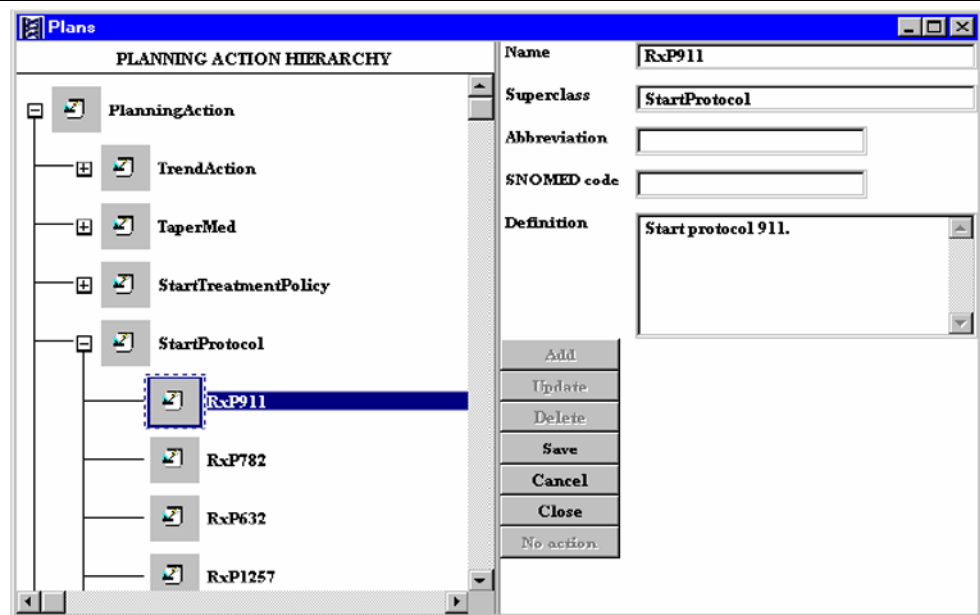 Plans
PLANNING ACTION HIERARCHY
PlanningAction
TrendAction
TaperMed
StartTreatmentPolicy
StartProtocol
RxP911
RxP782
RxP632
RxP1257
Name
RxP911
Superclass
StartProtocol
Abbreviation
SNOMED code
Definition
Start protocol 911.
Add
Update
Delete
Save
Cancel
Close
No action